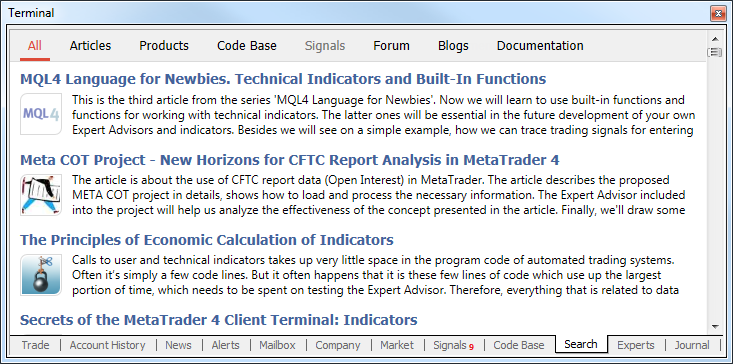 Terminal
All Articles Products Code Base Signals Forum Blogs Documentation
MQL4 Language for Newbies. Technical Indicators and Built-In Functions
MQL4
This is the third article from the series 'MQL4 Language for Newbies'. Now we will learn to use built-in functions and
functions for working with technical indicators. The latter ones will be essential in the future development of your own
Expert Advisors and indicators. Besides we will see on a simple example, how we can trace trading signals for entering
Meta COT Project - New Horizons for CFTC Report Analysis in MetaTrader 4
The article is about the use of CFTC report data (Open Interest) in MetaTrader. The article describes the proposed
META COT project in details, shows how to load and process the necessary information. The Expert Advisor included
into the project will help us analyze the effectiveness of the concept presented in the article. Finally, we'll draw some
The Principles of Economic Calculation of Indicators
Calls to user and technical indicators takes up very little space in the program code of automated trading systems.
Often it's simply a few code lines. But it often happens that it is these few lines of code which use up the largest
portion of time, which needs to be spent on testing the Expert Advisor. Therefore, everything that is related to data
Secrets of the MetaTrader 4 Client Terminal: Indicators
Trade | Account History | News | Alerts | Mailbox | Company | Market | Signals 9 | Code Base | Search | Experts | Journal |